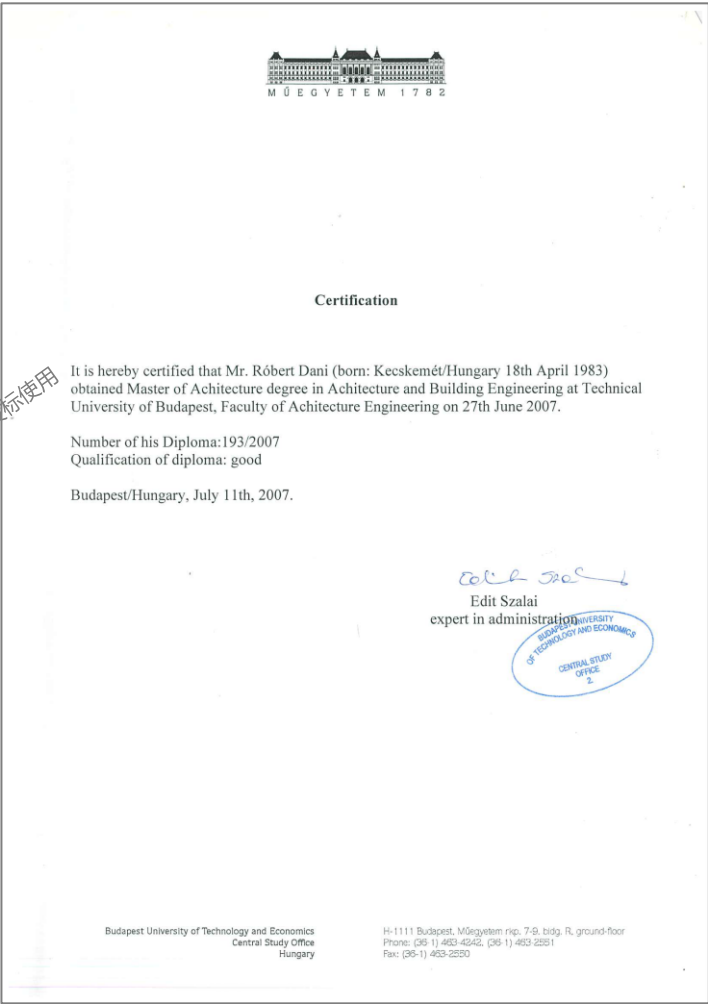 MŰEGYETEM 1782
Certification
标使用
It is hereby certified that Mr. Róbert Dani (born: Kecskemét/Hungary 18th April 1983)
obtained Master of Achitecture degree in Achitecture and Building Engineering at Technical
University of Budapest, Faculty of Achitecture Engineering on 27th June 2007.
Number of his Diploma:193/2007
Qualification of diploma: good
Budapest/Hungary, July 11th, 2007.
Edit Szalai
expert in administration
BUDAPEST UNIVERSITY
OF TECHNOLOGY AND ECONOMICS
CENTRAL STUDY
OFFICE
2.
Budapest University of Technology and Economics
Central Study Office
Hungary
H-1111 Budapest, Műegyetem rkp. 7-9. bldg. R. ground-floor
Phone: (36-1) 463-4242, (36-1) 463-2551
Fax: (36-1) 463-2550